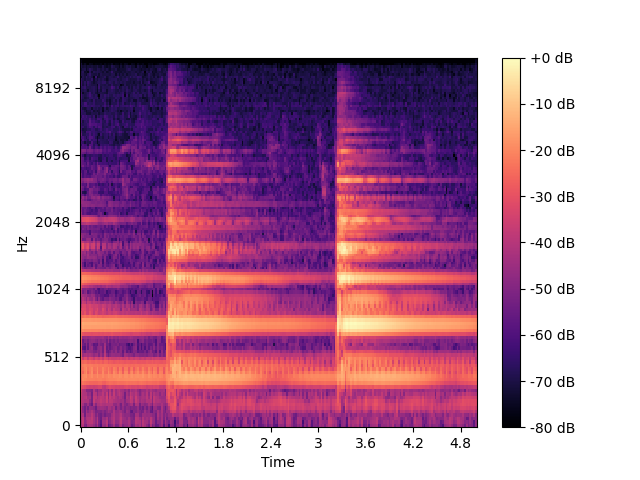 Hz
8192
4096
2048
1024
512
0
0 0.6 1.2 1.8 2.4 3 3.6 4.2 4.8
Time
+0 dB
-10 dB
-20 dB
-30 dB
-40 dB
-50 dB
-60 dB
-70 dB
-80 dB